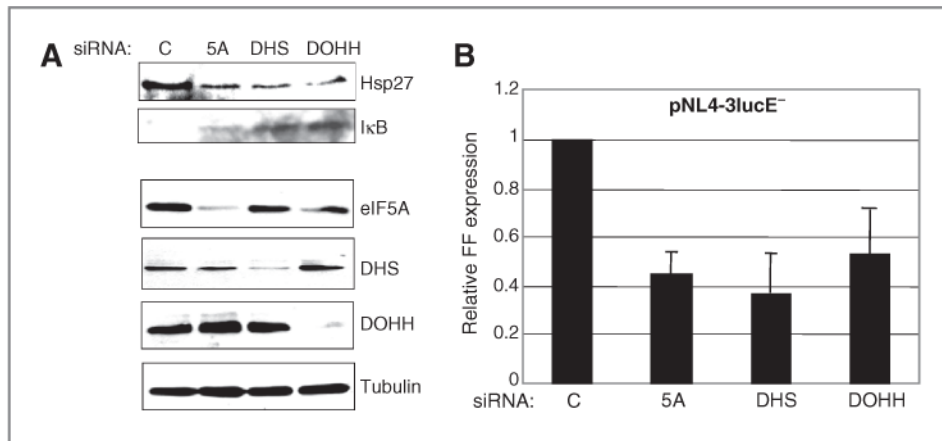 A
siRNA: C 5A DHS DOHH
Hsp27
IκB
eIF5A
DHS
DOHH
Tubulin
B
pNL4-3lucE⁻
Relative FF expression
1.2
1
0.8
0.6
0.4
0.2
0
siRNA: C 5A DHS DOHH